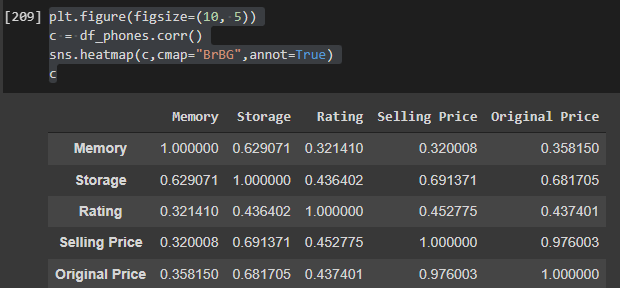 [209] plt.figure(figsize=(10, 5))
c = df_phones.corr()
sns.heatmap(c,cmap="BrBG",annot=True)
c
Memory Storage Rating Selling Price Original Price
Memory 1.000000 0.629071 0.321410 0.320008 0.358150
Storage 0.629071 1.000000 0.436402 0.691371 0.681705
Rating 0.321410 0.436402 1.000000 0.452775 0.437401
Selling Price 0.320008 0.691371 0.452775 1.000000 0.976003
Original Price 0.358150 0.681705 0.437401 0.976003 1.000000